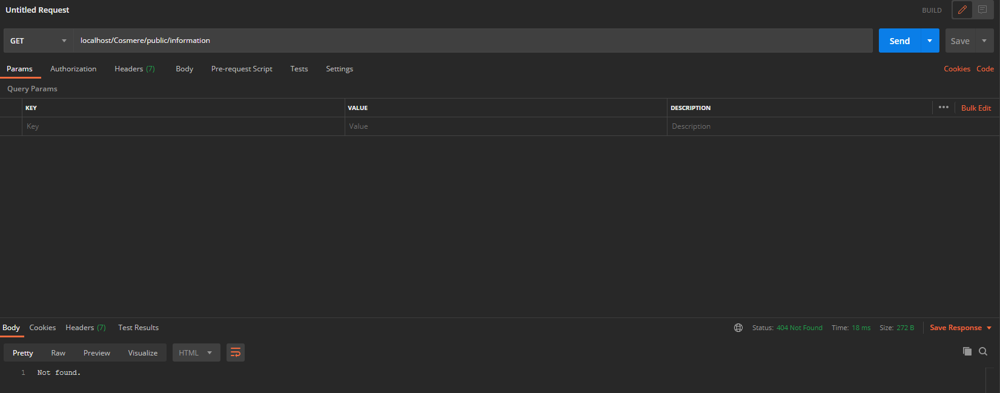 Untitled Request
BUILD
GET localhost/Cosmere/public/information Send Save
Params Authorization Headers (7) Body Pre-request Script Tests Settings Cookies Code
Query Params
KEY VALUE DESCRIPTION ••• Bulk Edit
Key Value Description
Body Cookies Headers (7) Test Results Status: 404 Not Found Time: 18 ms Size: 272 B Save Response
Pretty Raw Preview Visualize HTML
1 Not found.